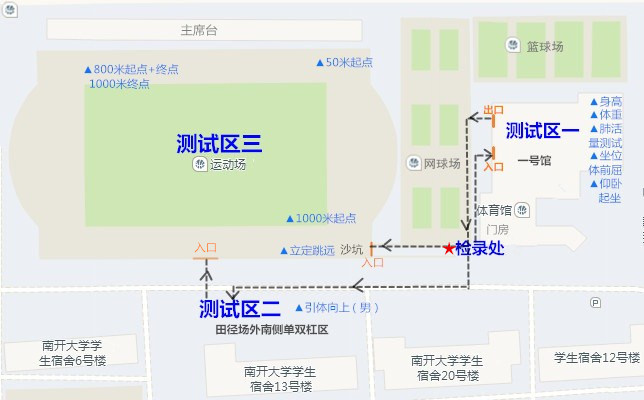 主席台
▲50米起点
▲800米起点+终点
1000米终点
测试区三
运动场
▲1000米起点
入口
▲立定跳远
沙坑
入口
篮球场
网球场
出口
测试区一
入口
一号馆
▲身高
▲体重
▲肺活
量测试
▲坐位
体前屈
▲仰卧
起坐
体育馆
门房
★检录处
测试区二
▲引体向上（男）
田径场外南侧单双杠区
P
南开大学学
生宿舍6号楼
南开大学学生
宿舍13号楼
南开大学学生
宿舍20号楼
学生宿舍12号楼